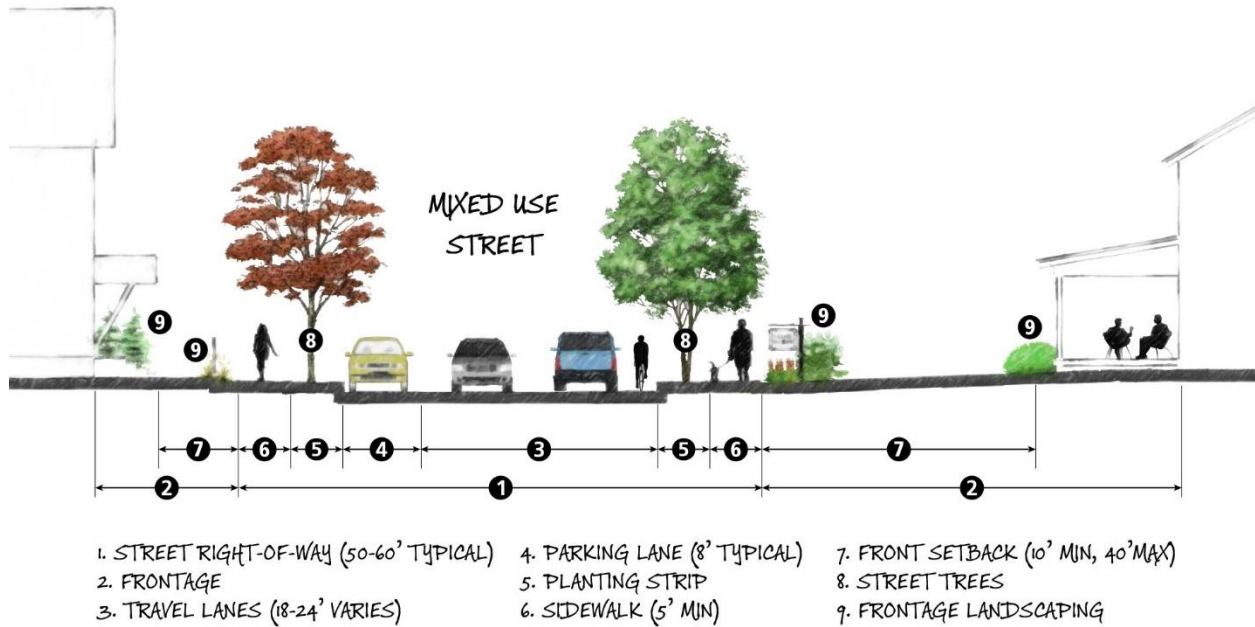 MIXED USE
STREET
9
9
8
8
9
9
7
6
5
4
3
5
6
7
2
1
2
1. STREET RIGHT-OF-WAY (50-60' TYPICAL)
2. FRONTAGE
3. TRAVEL LANES (18-24' VARIES)
4. PARKING LANE (8' TYPICAL)
5. PLANTING STRIP
6. SIDEWALK (5' MIN)
7. FRONT SETBACK (10' MIN, 40'MAX)
8. STREET TREES
9. FRONTAGE LANDSCAPING